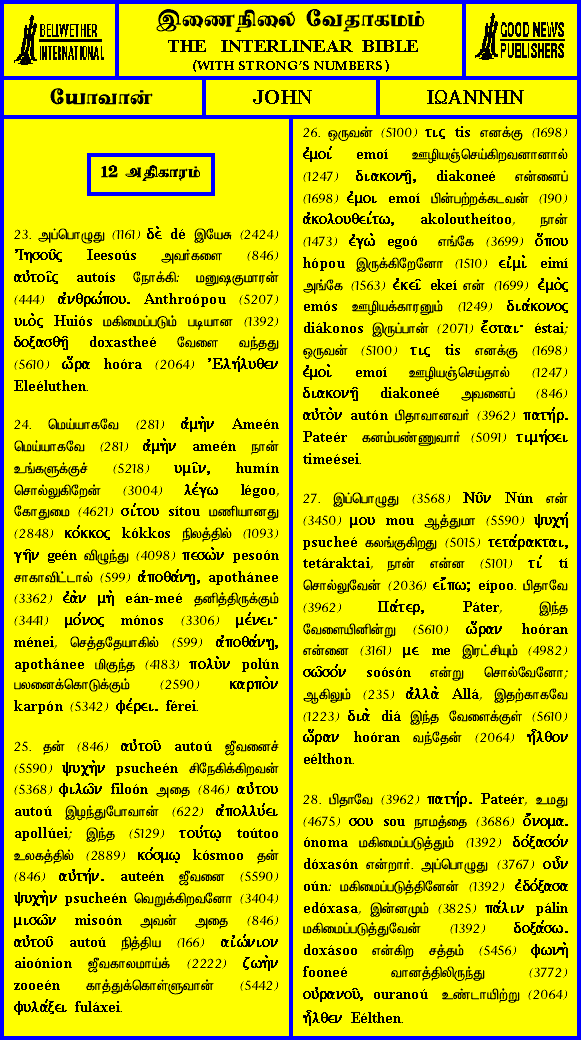 BELLWETHER
INTERNATIONAL
இணைநிலை வேதாகமம்
THE INTERLINEAR BIBLE
(WITH STRONG'S NUMBERS)
GOOD NEWS
PUBLISHERS
யோவான்
JOHN
ΙΩΑΝΝΗΝ
12 அதிகாரம்
23. அப்பொழுது (1161) δὲ dé இயேசு (2424)
Ἰησοῦς Ieesoús அவர்களை (846)
αὐτοῖς autoís நோக்கி: மனுஷகுமாரன்
(444) ἀνθρώπου. Anthroópou (5207)
υιὸς Huiós மகிமைப்படும் படியான (1392)
δοξασθῇ doxastheé வேளை வந்தது
(5610) ὥρα hoóra (2064) Ἐλήλυθεν
Eleéluthen.
24. மெய்யாகவே (281) ἀμὴν Ameén
மெய்யாகவே (281) ἀμὴν ameén நான்
உங்களுக்குச் (5218) υμῖν, humín
சொல்லுகிறேன் (3004) λέγω légoo,
கோதுமை (4621) σίτου sítou மணியானது
(2848) κόκκος kókkos நிலத்தில் (1093)
γῆν geén விழுந்து (4098) πεσὼν pesoón
சாகாவிட்டால் (599) ἀποθάνῃ, apothánee
(3362) ἐὰν μὴ eán-meé தனித்திருக்கும்
(3441) μόνος mónos (3306) μένει·
ménei, செத்ததேயாகில் (599) ἀποθάνῃ,
apothánee மிகுந்த (4183) πολὺν polún
பலனைக்கொடுக்கும் (2590) καρπὸν
karpón (5342) φέρει. férei.
25. தன் (846) αὐτοῦ autoú ஜீவனைச்
(5590) ψυχὴν psucheén சிநேகிக்கிறவன்
(5368) φιλῶν filoón அதை (846) αὐτου
autoú இழந்துபோவான் (622) ἀπολλύει
apollúei; இந்த (5129) τούτῳ toútoo
உலகத்தில் (2889) κόσμῳ kósmoo தன்
(846) αὐτήν. auteén ஜீவனை (5590)
ψυχὴν psucheén வெறுக்கிறவனோ (3404)
μισῶν misoón அவன் அதை (846)
αὐτοῦ autoú நித்திய (166) αἰώνιον
aioónion ஜீவகாலமாய்க் (2222) ζωὴν
zooeén காத்துக்கொள்ளுவான் (5442)
φυλάξει fuláxei.
26. ஒருவன் (5100) τις tis எனக்கு (1698)
ἐμοί emoí ஊழியஞ்செய்கிறவனானால்
(1247) διακονῇ, diakoneé என்னைப்
(1698) ἐμοι emoí பின்பற்றக்கடவன் (190)
ἀκολουθείτω, akoloutheítoo, நான்
(1473) ἐγὼ egoó எங்கே (3699) ὅπου
hópou இருக்கிறேனோ (1510) εἰμὶ eimí
அங்கே (1563) ἐκεῖ ekeí என் (1699) ἐμὸς
emós ஊழியக்காரனும் (1249) διάκονος
diákonos இருப்பான் (2071) ἔσται· éstai;
ஒருவன் (5100) τις tis எனக்கு (1698)
ἐμοὶ emoí ஊழியஞ்செய்தால் (1247)
διακονῇ diakoneé அவனைப் (846)
αὐτὸν autón பிதாவானவர் (3962) πατήρ.
Pateér கனம்பண்ணுவார் (5091) τιμήσει
timeései.
27. இப்பொழுது (3568) Νῦν Nún என்
(3450) μου mou ஆத்துமா (5590) ψυχή
psucheé கலங்குகிறது (5015) τετάρακται,
tetáraktai, நான் என்ன (5101) τί tí
சொல்லுவேன் (2036) εἴπω; eípoo. பிதாவே
(3962) Πάτερ, Páter, இந்த
வேளையினின்று (5610) ὥραν hoóran
என்னை (3161) με me இரட்சியும் (4982)
σῶσόν soósón என்று சொல்வேனோ;
ஆகிலும் (235) ἀλλὰ Allá, இதற்காகவே
(1223) διὰ diá இந்த வேளைக்குள் (5610)
ὥραν hoóran வந்தேன் (2064) ἦλθον
eélthon.
28. பிதாவே (3962) πατήρ. Pateér, உமது
(4675) σου sou நாமத்தை (3686) ὄνομα.
ónoma மகிமைப்படுத்தும் (1392) δόξασόν
dóxasón என்றார். அப்பொழுது (3767) οὖν
oún: மகிமைப்படுத்தினேன் (1392) ἐδόξασα
edóxasa, இன்னமும் (3825) πάλιν pálin
மகிமைப்படுத்துவேன் (1392) δοξάσω.
doxásoo என்கிற சத்தம் (5456) φωνὴ
fooneé வானத்திலிருந்து (3772)
οὐρανοῦ, ouranoú உண்டாயிற்று (2064)
ἦλθεν Eélthen.